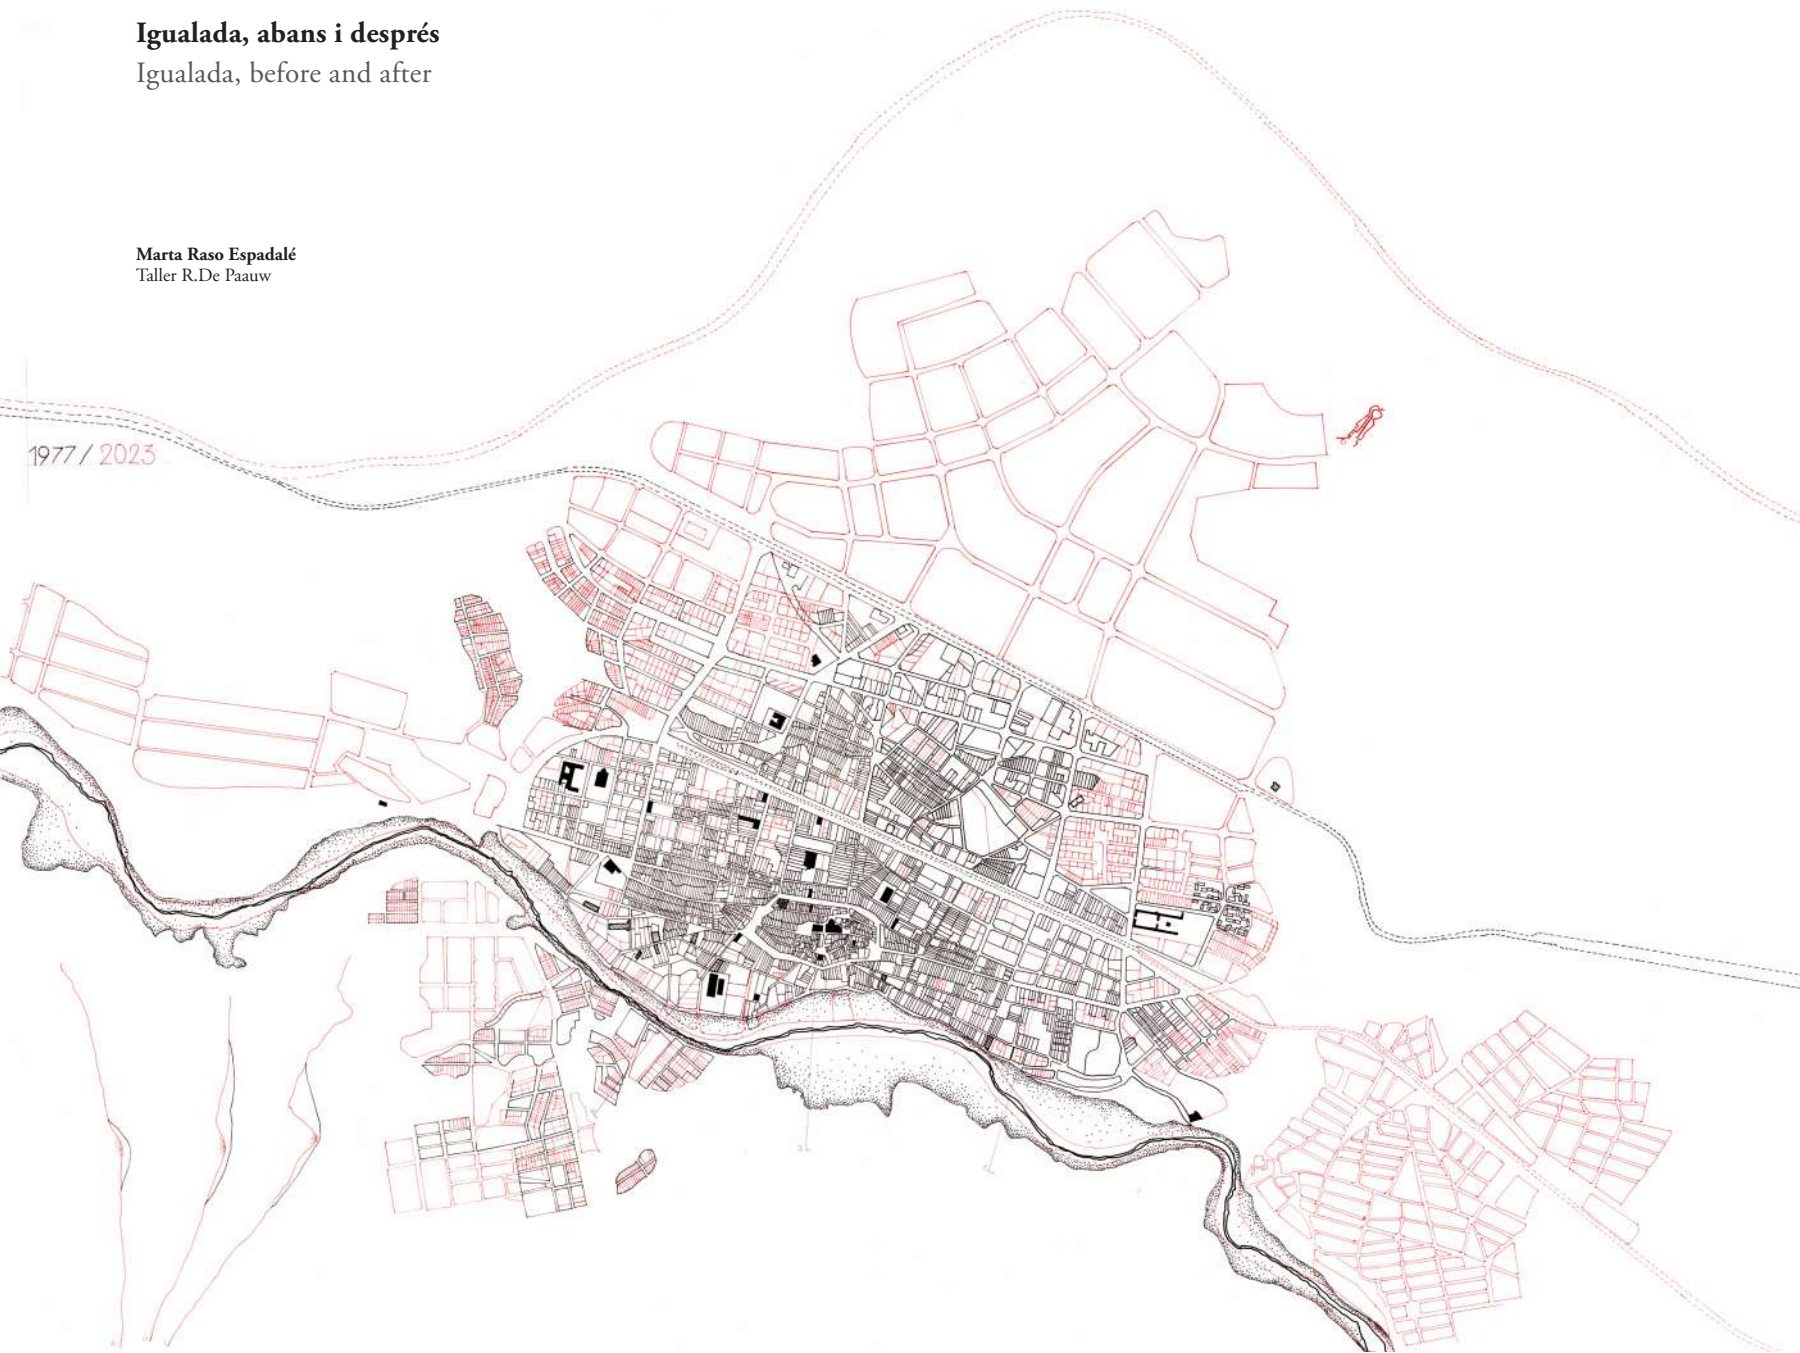 Igualada, abans i després
Igualada, before and after
Marta Raso Espadalé
Taller R.De Paauw
1977 / 2023